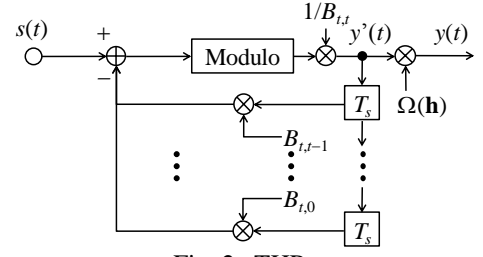 1/B_{t,t}
s(t) + y'(t) y(t)
Modulo
−
T_s Ω(h)
B_{t,t−1}
B_{t,0}
T_s